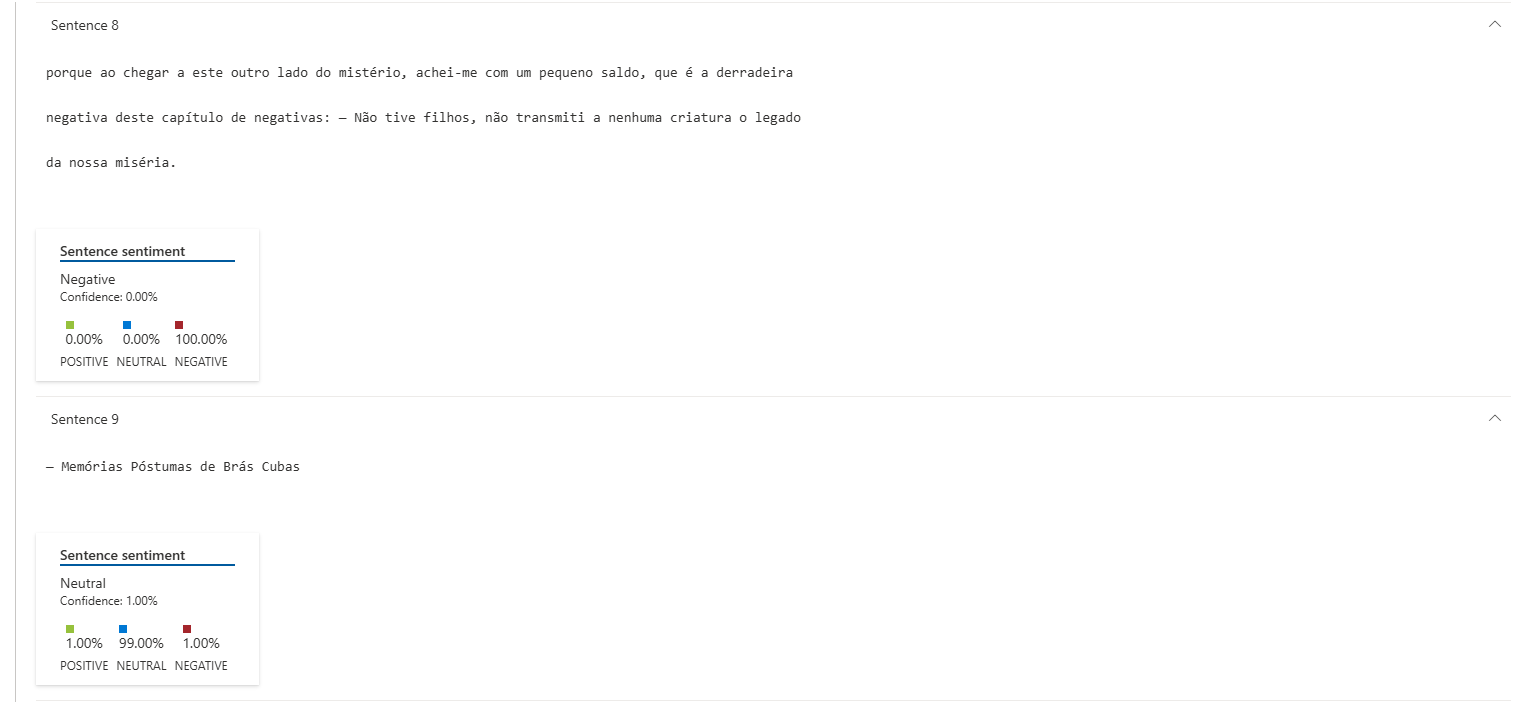 Sentence 8
porque ao chegar a este outro lado do mistério, achei-me com um pequeno saldo, que é a derradeira
negativa deste capítulo de negativas: — Não tive filhos, não transmiti a nenhuma criatura o legado
da nossa miséria.
Sentence sentiment
Negative
Confidence: 0.00%
0.00% 0.00% 100.00%
POSITIVE NEUTRAL NEGATIVE
Sentence 9
— Memórias Póstumas de Brás Cubas
Sentence sentiment
Neutral
Confidence: 1.00%
1.00% 99.00% 1.00%
POSITIVE NEUTRAL NEGATIVE